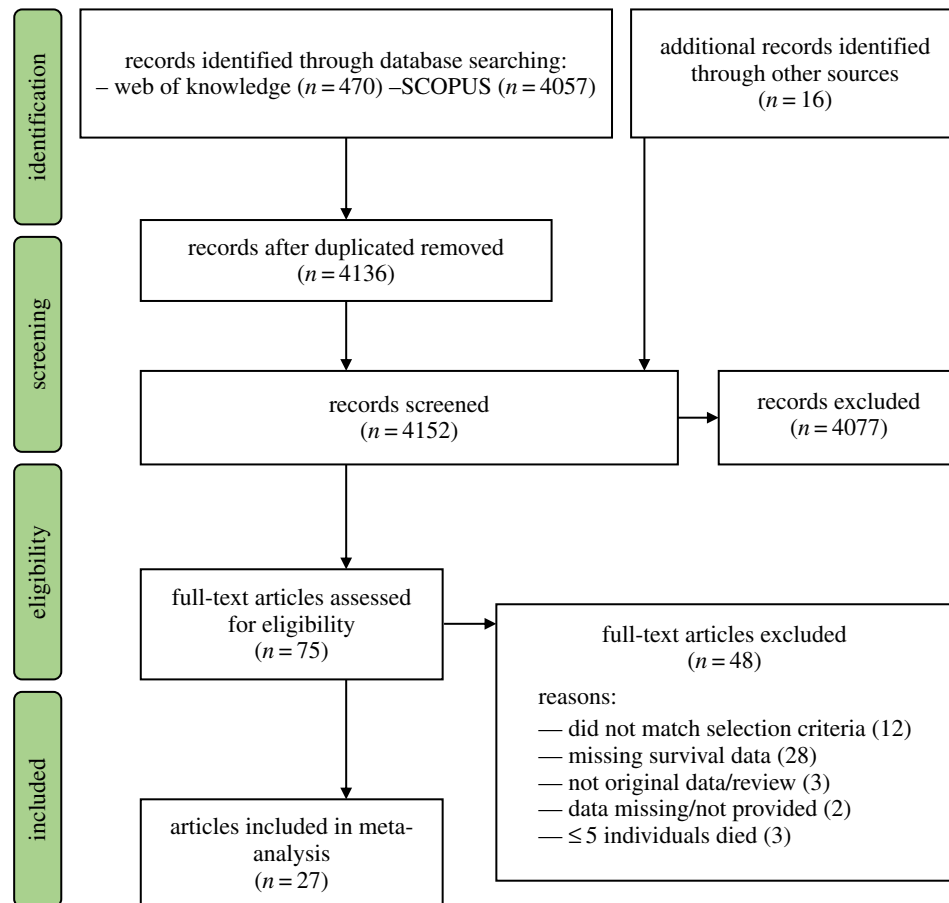 identification
records identified through database searching:
– web of knowledge (n = 470) –SCOPUS (n = 4057)
additional records identified
through other sources
(n = 16)
records after duplicated removed
(n = 4136)
screening
records screened
(n = 4152)
records excluded
(n = 4077)
eligibility
full-text articles assessed
for eligibility
(n = 75)
full-text articles excluded
(n = 48)
reasons:
— did not match selection criteria (12)
— missing survival data (28)
— not original data/review (3)
— data missing/not provided (2)
— ≤ 5 individuals died (3)
included
articles included in meta-
analysis
(n = 27)